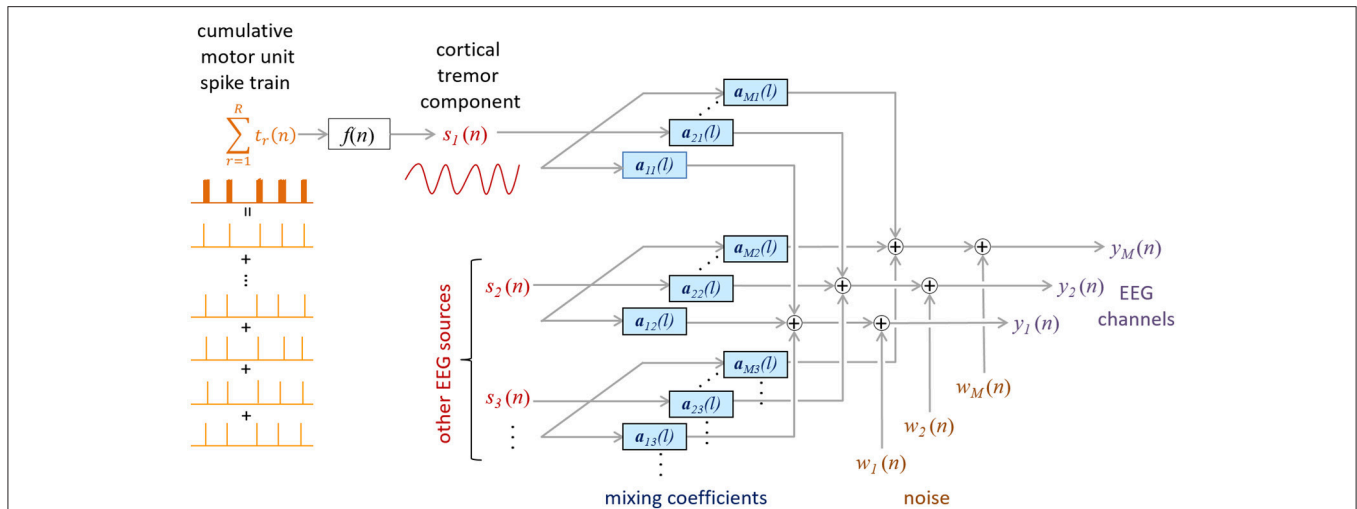 cumulative
motor unit
spike train
R
∑ t_r(n)
r=1
f(n)
cortical
tremor
component
s_1(n)
a_M1(l)
a_21(l)
a_11(l)
=
+
+
+
+
other EEG sources
s_2(n)
a_M2(l)
a_22(l)
a_12(l)
s_3(n)
a_M3(l)
a_23(l)
a_13(l)
+ + y_M(n)
+ + y_2(n)
+ + y_1(n)
EEG
channels
w_M(n)
w_2(n)
w_1(n)
mixing coefficients
noise